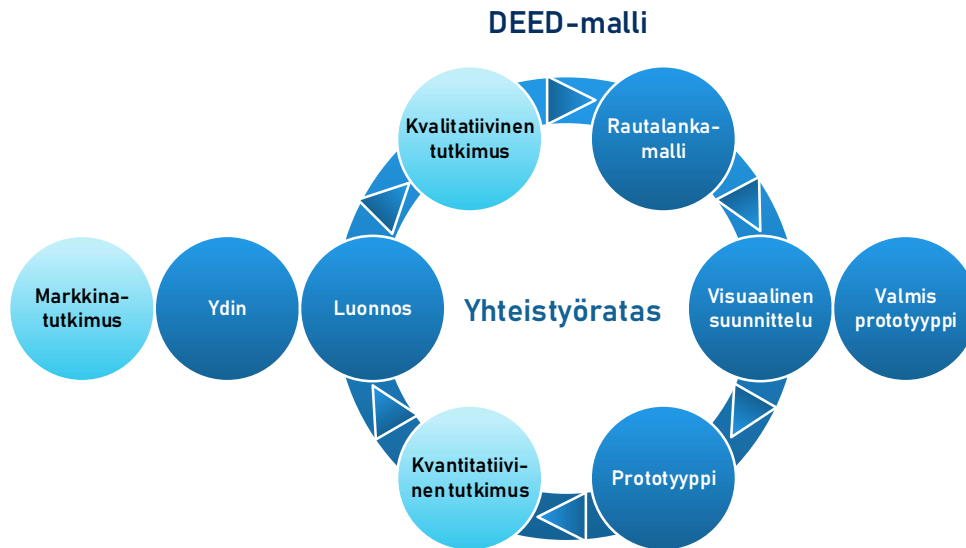 DEED-malli
Kvalitatiivinen
tutkimus
Rautalanka-
malli
Markkina-
tutkimus
Ydin
Luonnos
Yhteistyöratas
Visuaalinen
suunnittelu
Valmis
prototyyppi
Kvantitatiivi-
nen tutkimus
Prototyyppi